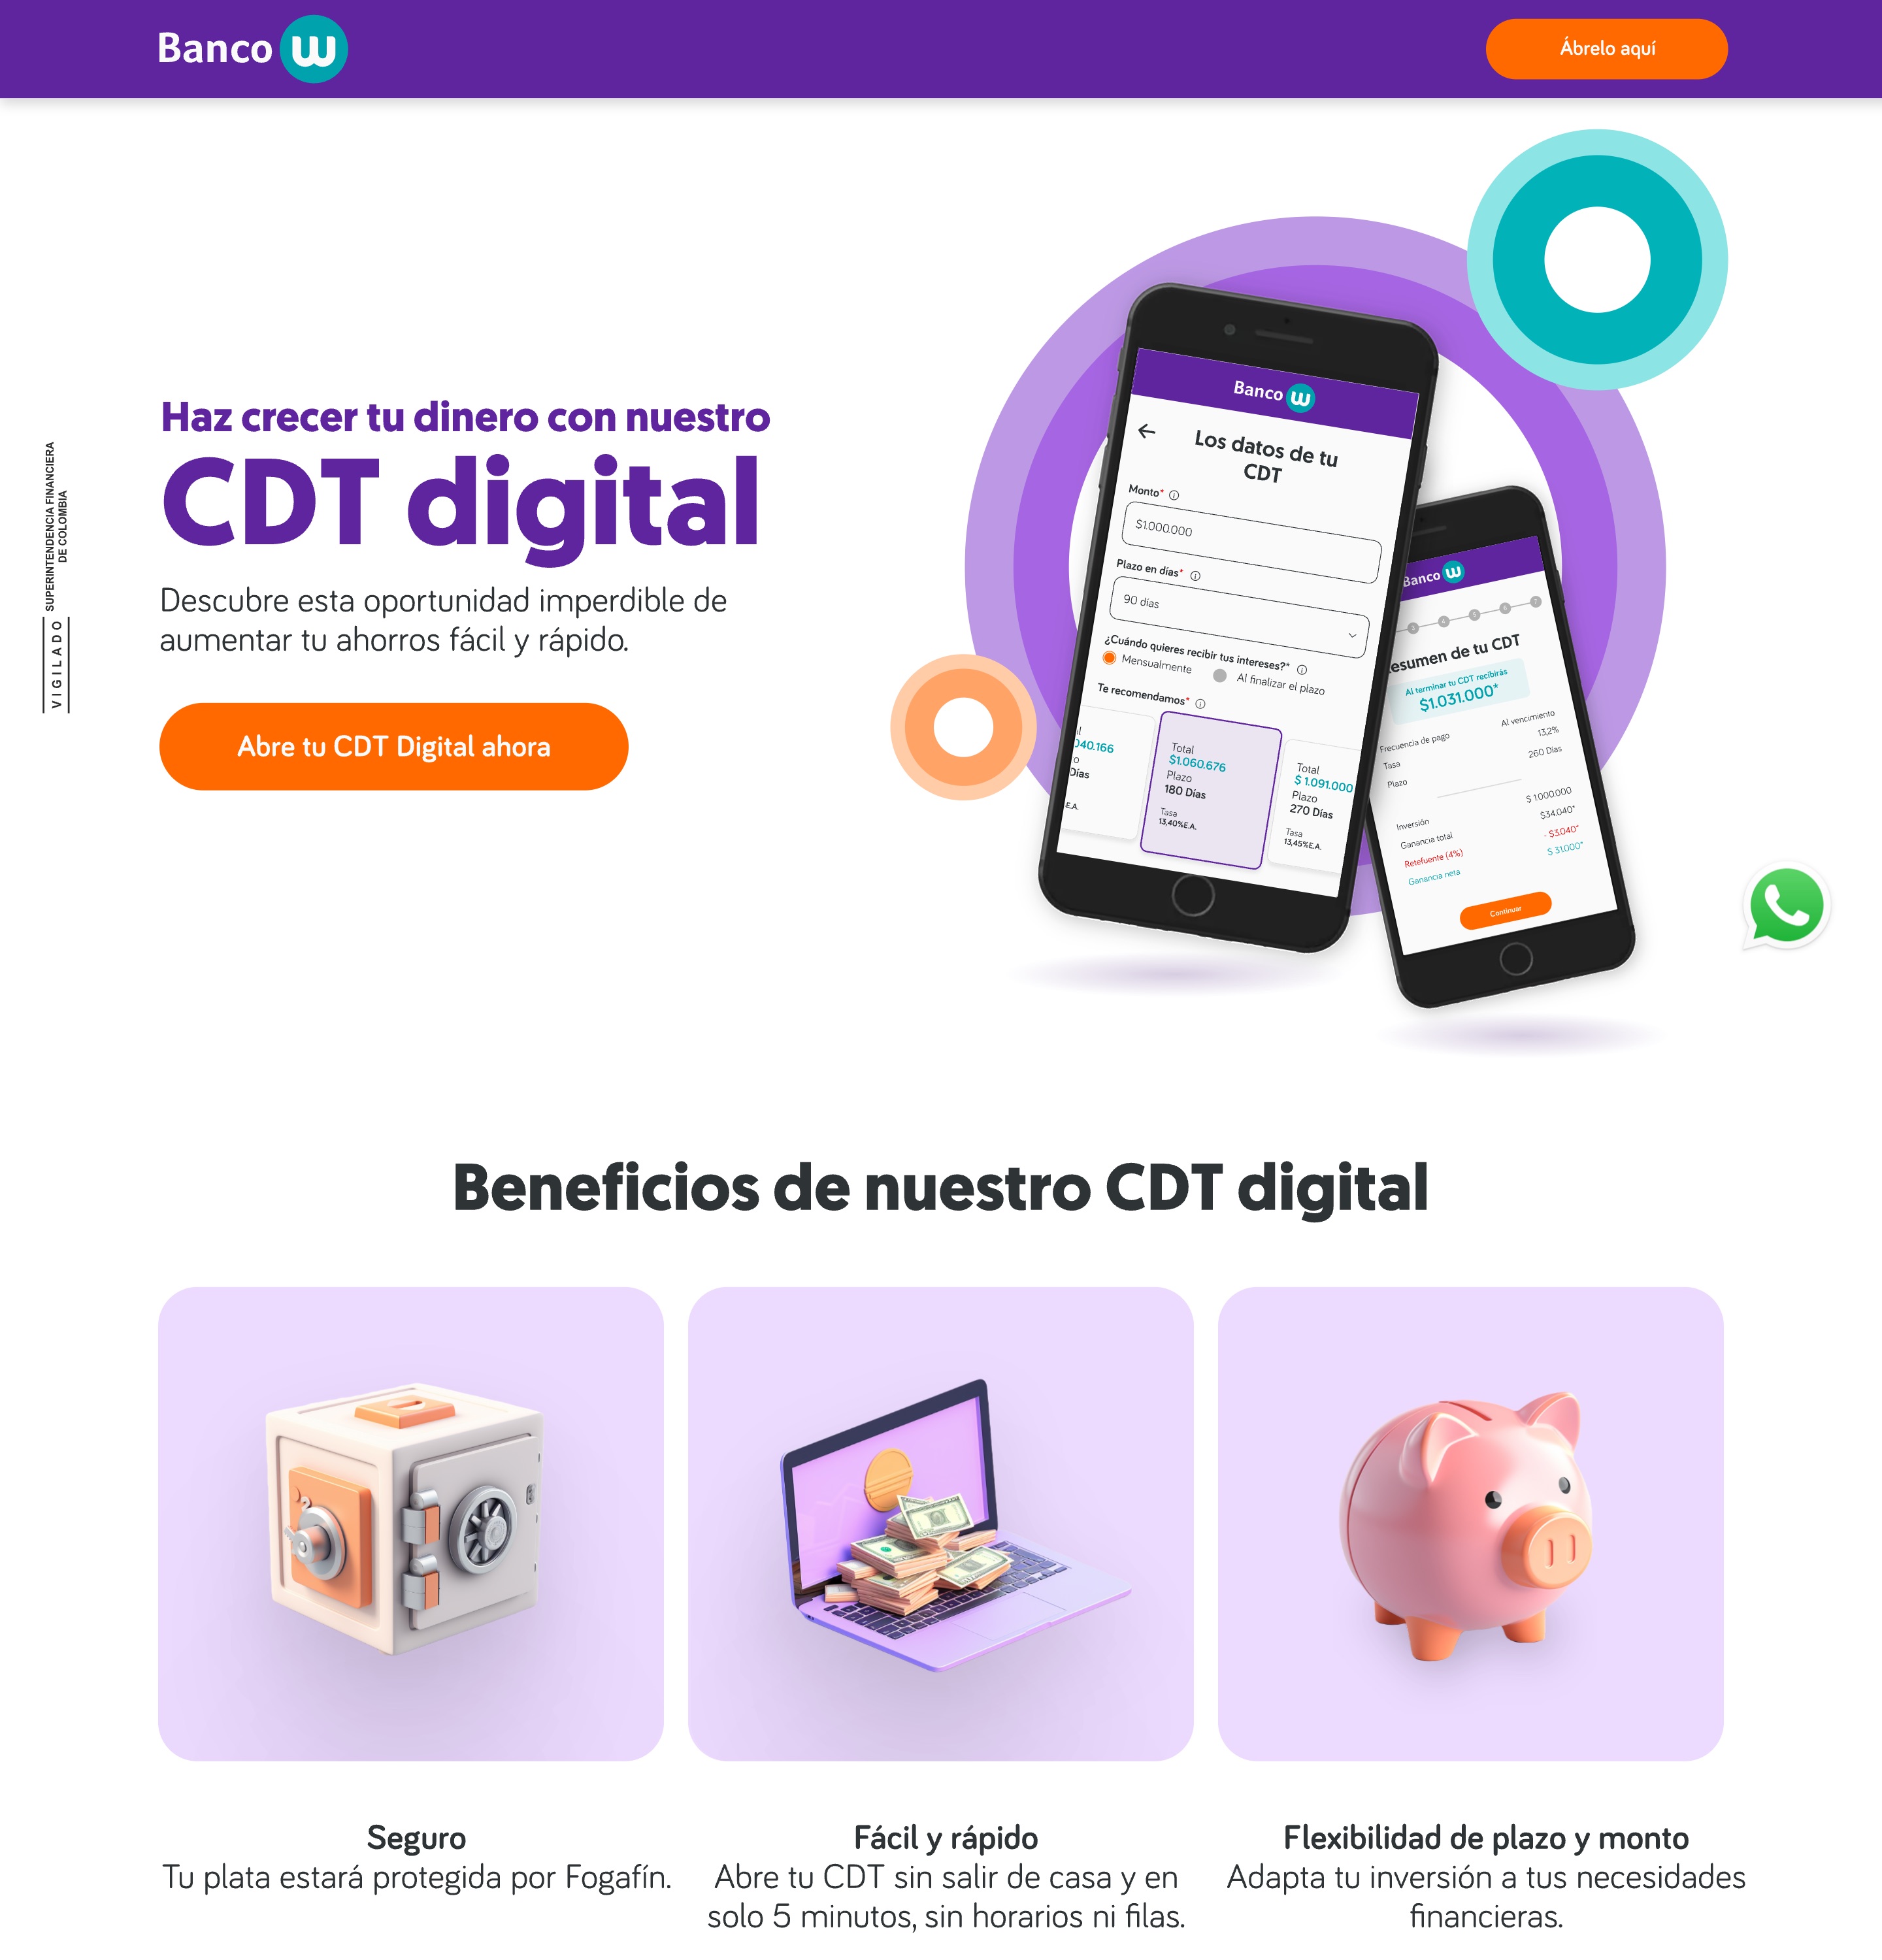 Banco W
Ábrelo aquí
VIGILADO SUPERINTENDENCIA FINANCIERA
DE COLOMBIA
Haz crecer tu dinero con nuestro
CDT digital
Descubre esta oportunidad imperdible de
aumentar tu ahorros fácil y rápido.
Abre tu CDT Digital ahora
Banco W
Los datos de tu
CDT
Monto*
$1.000.000
Plazo en días*
90 días
¿Cuándo quieres recibir tus intereses?*
Mensualmente
Al finalizar el plazo
Te recomendamos*
040.166
Días
E.A.
Total
$1.060.676
Plazo
180 Días
Tasa
13,40%E.A.
Total
$ 1.091.000
Plazo
270 Días
Tasa
13,45%E.A.
Banco W
3 4 5 6 7
esumen de tu CDT
Al terminar tu CDT recibirás
$1.031.000*
Frecuencia de pago Al vencimiento
Tasa 13,2%
Plazo 260 Días
Inversión $ 1.000.000
Ganancia total $34,040*
Retefuente (4%) - $3.040*
Ganancia neta $ 31.000*
Continuar
Beneficios de nuestro CDT digital
Seguro
Tu plata estará protegida por Fogafín.
Fácil y rápido
Abre tu CDT sin salir de casa y en
solo 5 minutos, sin horarios ni filas.
Flexibilidad de plazo y monto
Adapta tu inversión a tus necesidades
financieras.